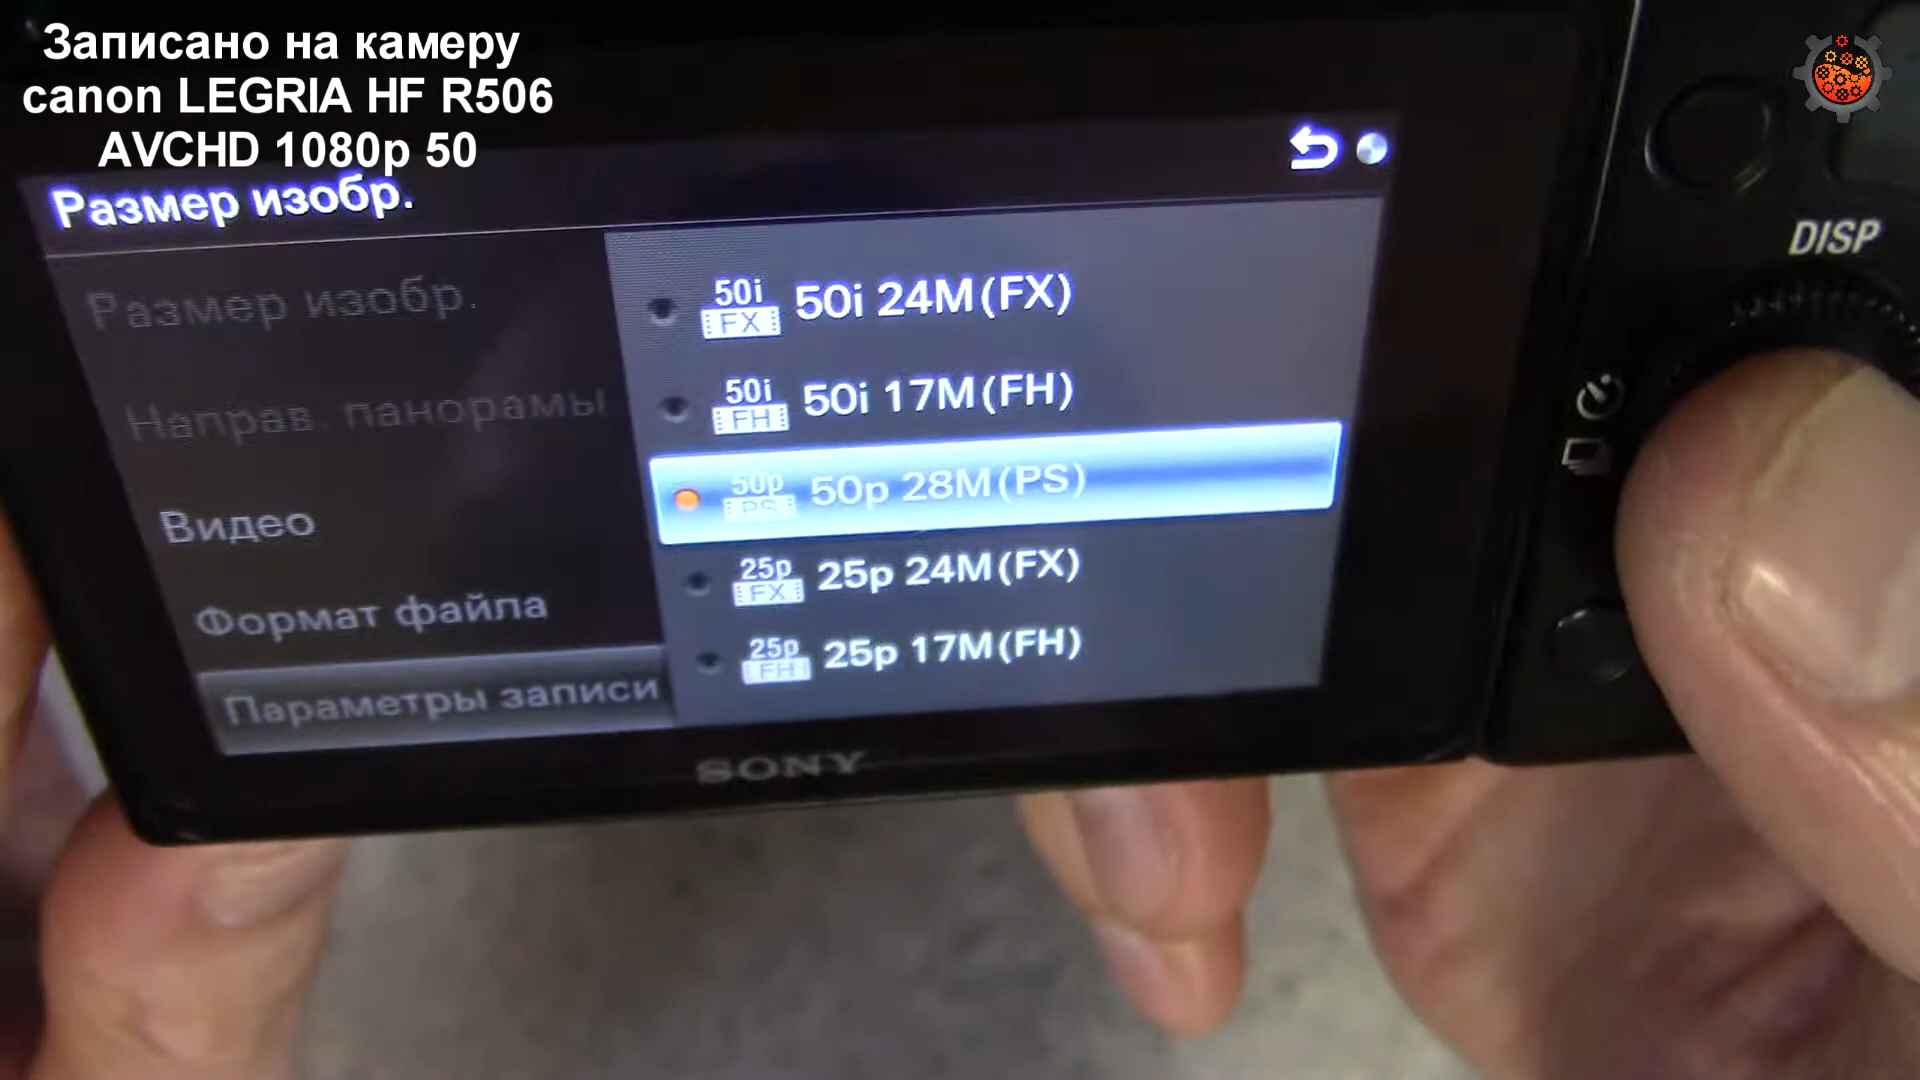 Записано на камеру
canon LEGRIA HF R506
AVCHD 1080p 50
Размер изобр.
Размер изобр.
Направ. панорамы
Видео
Формат файла
Параметры записи
50i FX 50i 24M(FX)
50i FH 50i 17M(FH)
50p PS 50p 28M(PS)
25p FX 25p 24M(FX)
25p FH 25p 17M(FH)
SONY
DISP